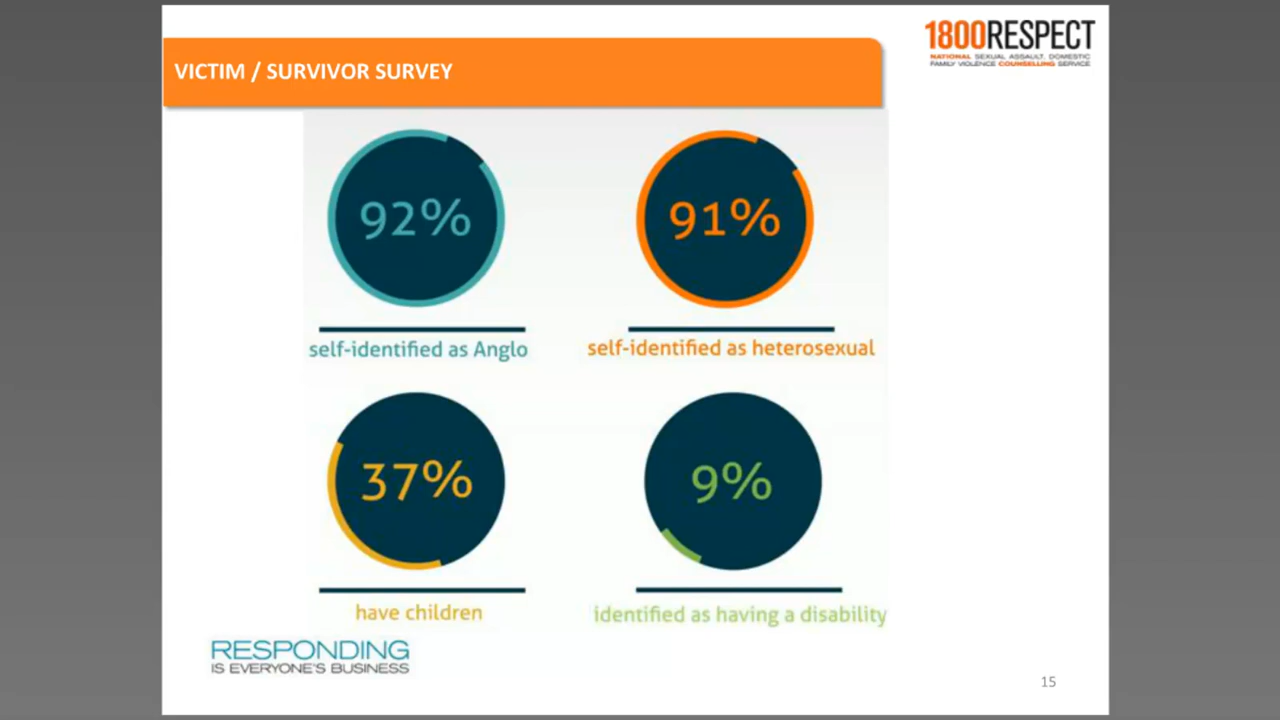 1800RESPECT
NATIONAL SEXUAL ASSAULT, DOMESTIC
FAMILY VIOLENCE COUNSELLING SERVICE
VICTIM / SURVIVOR SURVEY
92%
self-identified as Anglo
91%
self-identified as heterosexual
37%
have children
9%
identified as having a disability
RESPONDING
IS EVERYONE'S BUSINESS
15